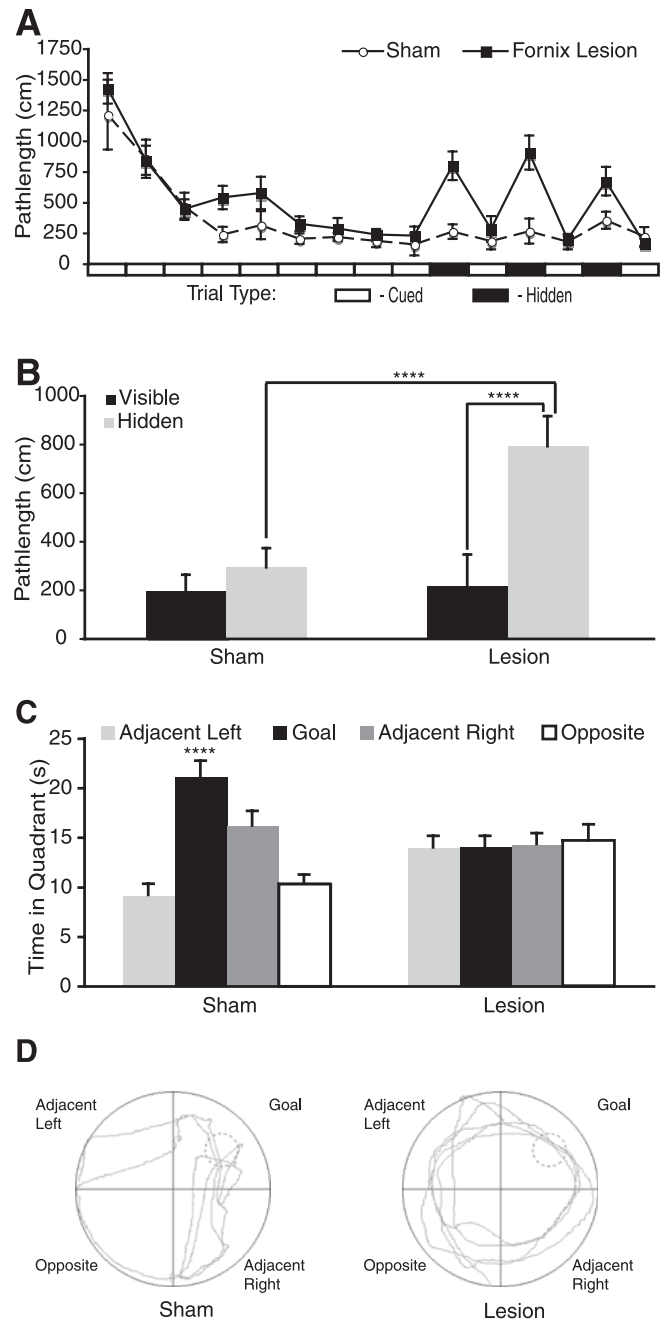 A
Sham Fornix Lesion
Pathlength (cm)
1750
1500
1250
1000
750
500
250
0
Trial Type: - Cued - Hidden
B
Pathlength (cm)
1000
800
600
400
200
0
Visible
Hidden
****
****
Sham Lesion
C
Adjacent Left Goal Adjacent Right Opposite
Time in Quadrant (s)
25
20
15
10
5
0
****
Sham Lesion
D
Adjacent
Left
Goal
Opposite
Adjacent
Right
Sham
Adjacent
Left
Goal
Opposite
Adjacent
Right
Lesion